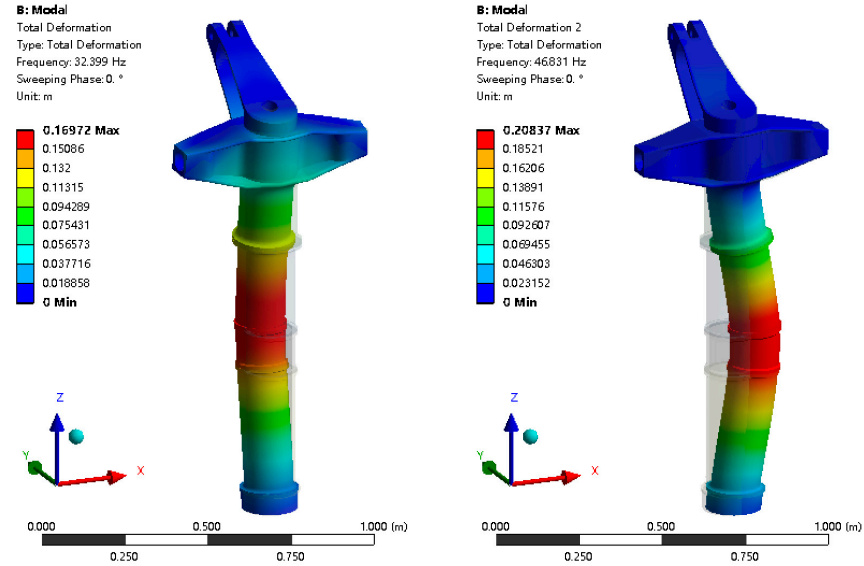 B: Modal
Total Deformation
Type: Total Deformation
Frequency: 32.399 Hz
Sweeping Phase: 0. °
Unit: m
0.16972 Max
0.15086
0.132
0.11315
0.094289
0.075431
0.056573
0.037716
0.018858
0 Min
Z
Y
X
0.000
0.500
1.000 (m)
0.250
0.750
B: Modal
Total Deformation 2
Type: Total Deformation
Frequency: 46.831 Hz
Sweeping Phase: 0. °
Unit: m
0.20837 Max
0.18521
0.16206
0.13891
0.11576
0.092607
0.069455
0.046303
0.023152
0 Min
Z
Y
X
0.000
0.500
1.000 (m)
0.250
0.750